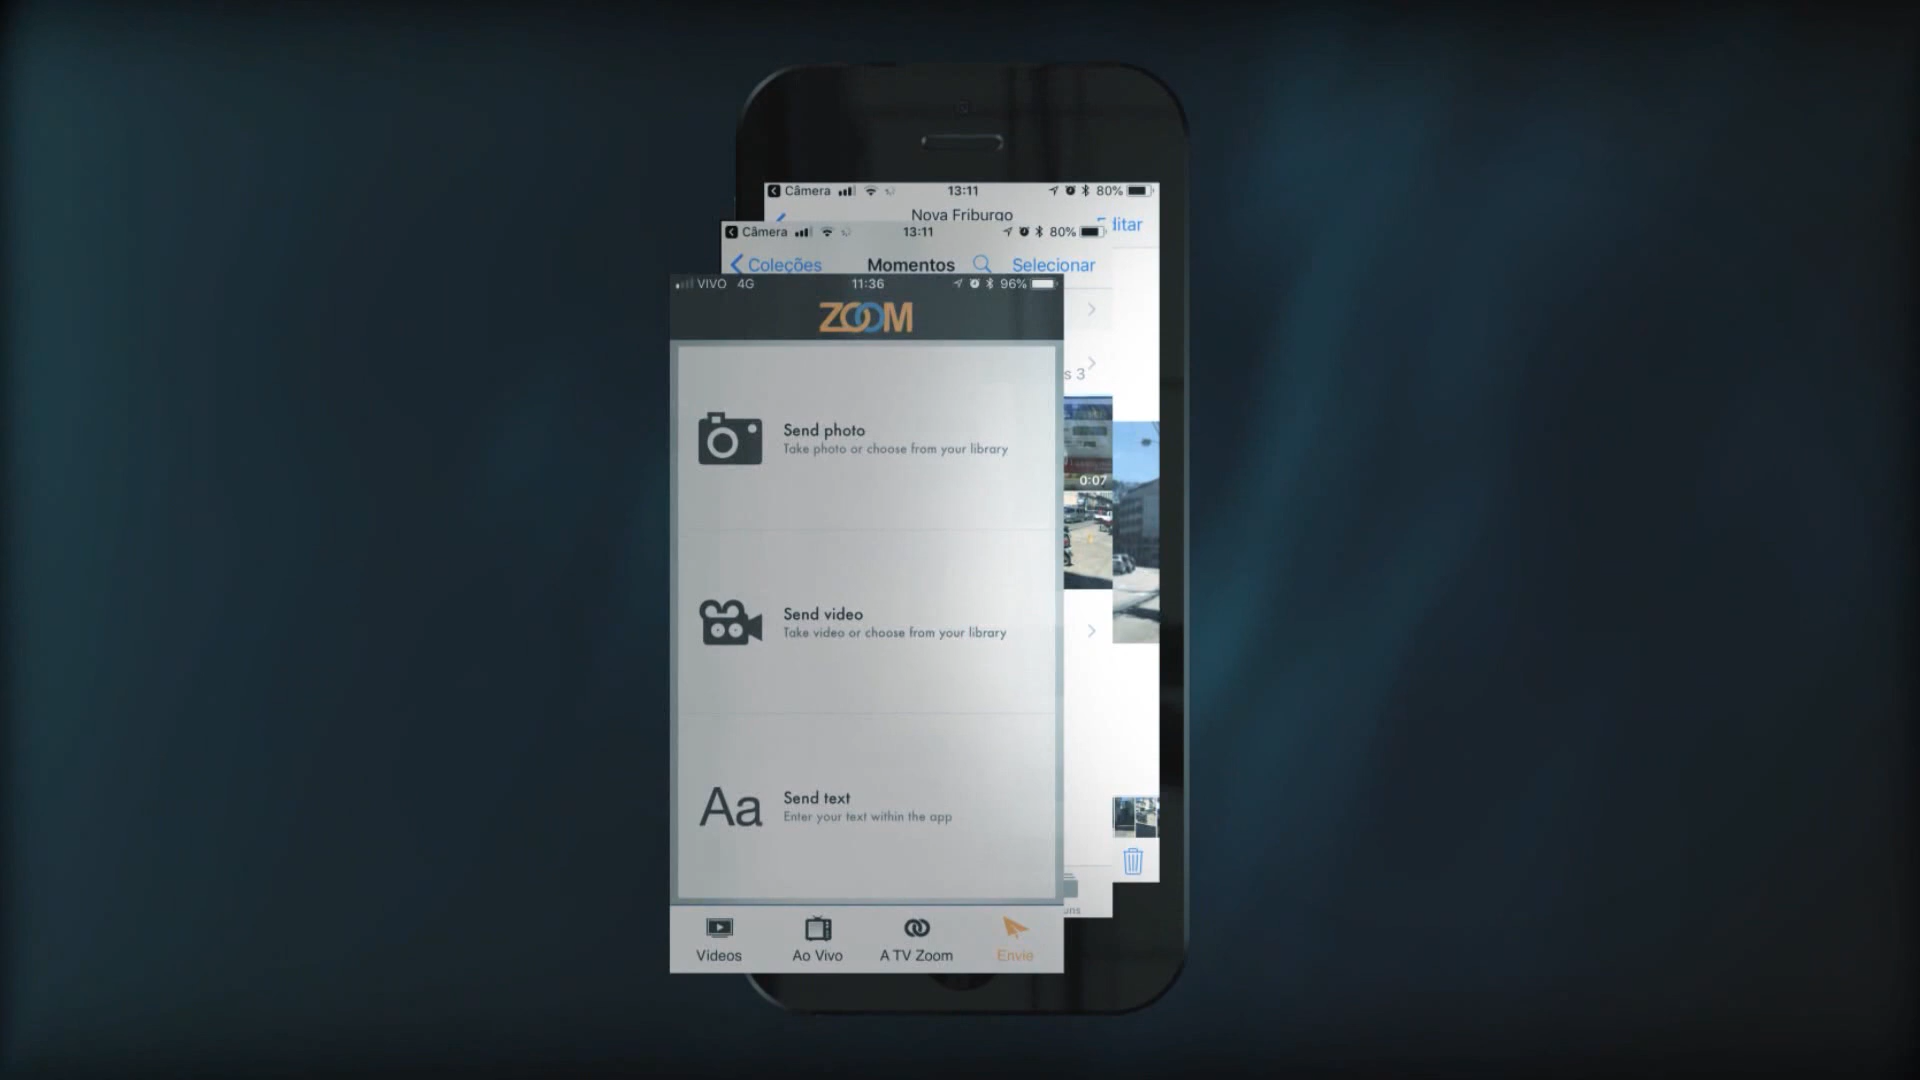 Câmera 13:11 80%
Nova Friburgo
ditar
Câmera 13:11 80%
Coleções Momentos Selecionar
VIVO 4G 11:36 96%
ZOOM
s 3
Send photo
Take photo or choose from your library
0:07
Send video
Take video or choose from your library
Send text
Enter your text within the app
uns
Videos Ao Vivo A TV Zoom Envie